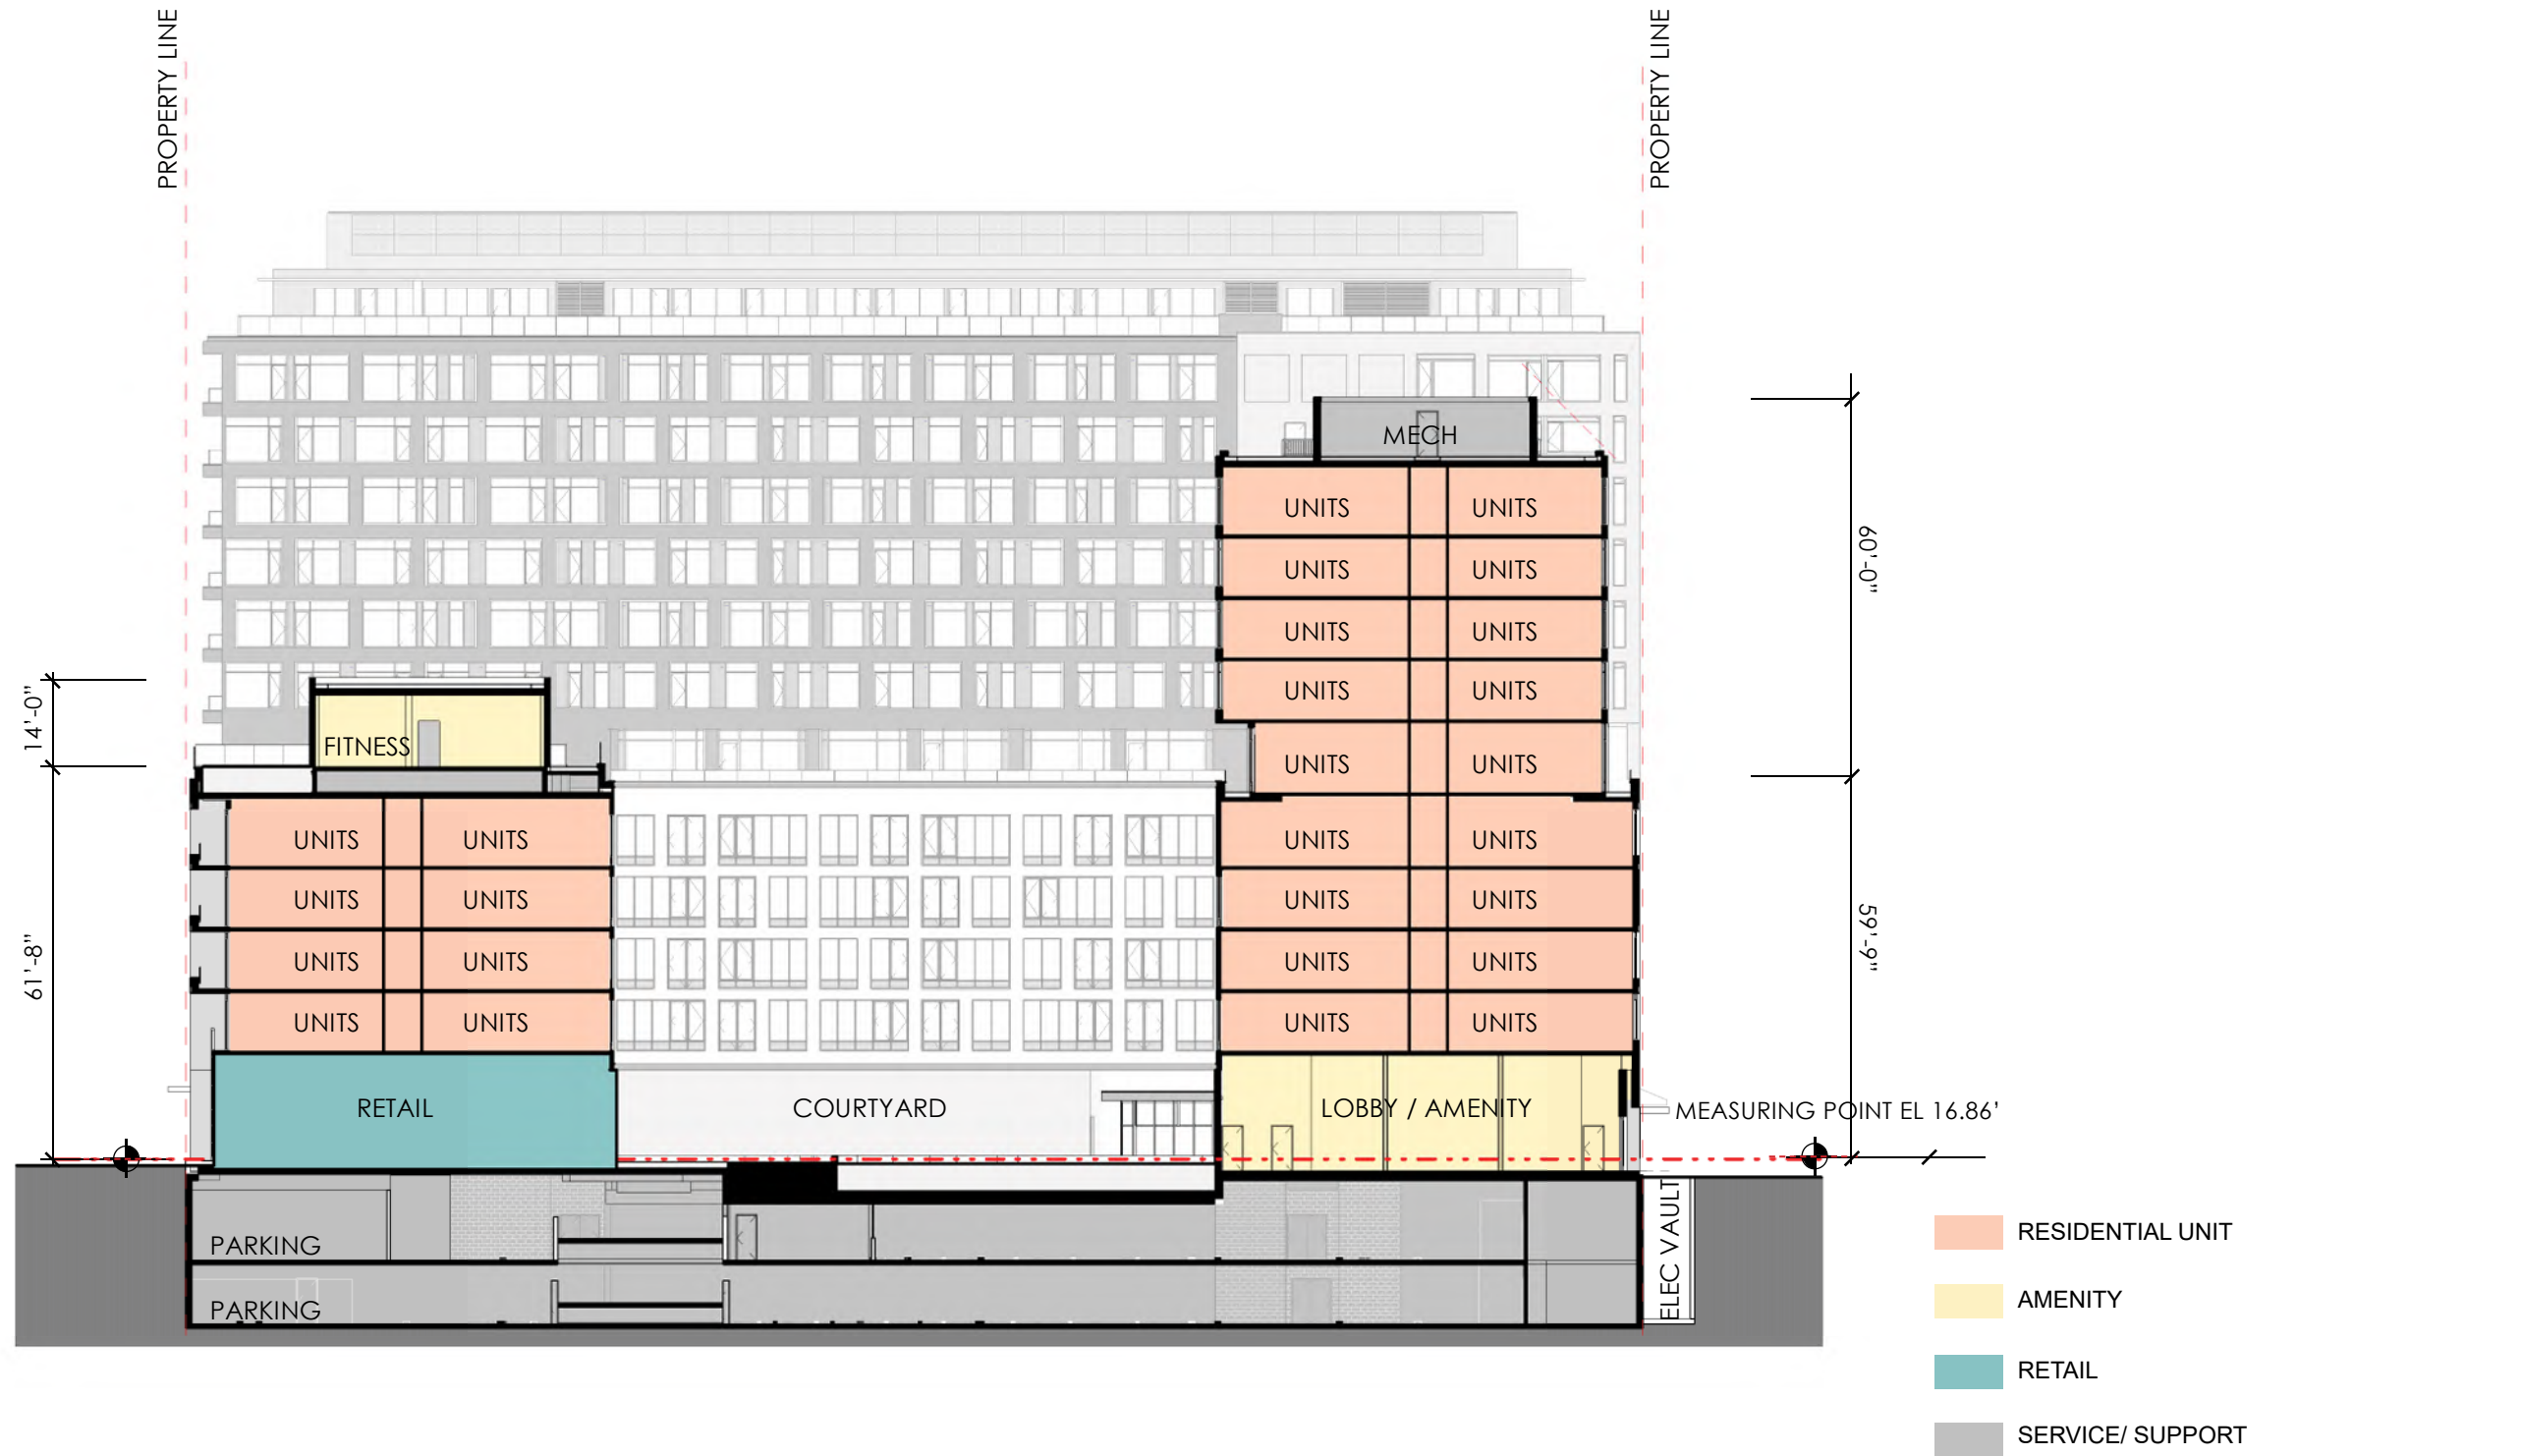 PROPERTY LINE
PROPERTY LINE
MECH
UNITS UNITS
UNITS UNITS
60'-0"
UNITS UNITS
UNITS UNITS
14'-0"
FITNESS
UNITS UNITS
UNITS UNITS UNITS UNITS
UNITS UNITS UNITS UNITS
59'-9"
61'-8"
UNITS UNITS UNITS UNITS
UNITS UNITS UNITS UNITS
RETAIL COURTYARD LOBBY / AMENITY
MEASURING POINT EL 16.86'
PARKING
PARKING
ELEC VAULT
RESIDENTIAL UNIT
AMENITY
RETAIL
SERVICE/ SUPPORT